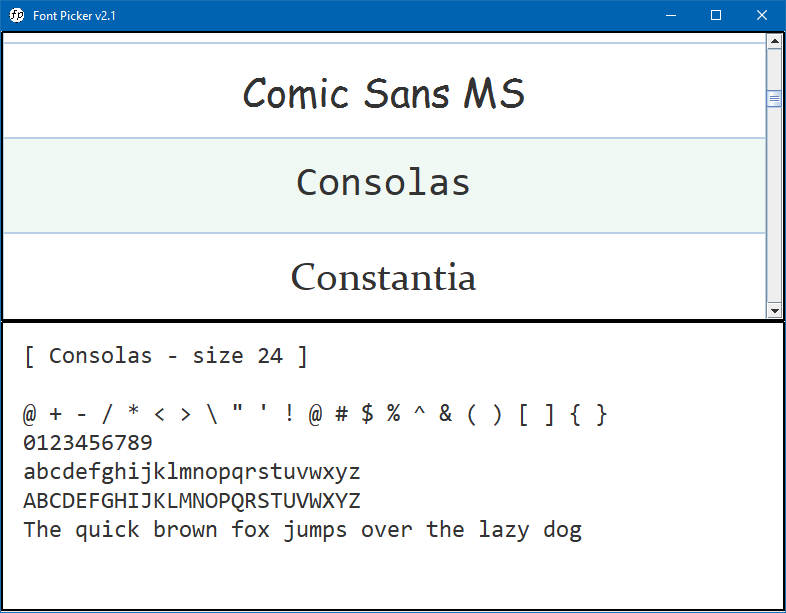 fp Font Picker v2.1
Comic Sans MS
Consolas
Constantia
[ Consolas - size 24 ]
@ + - / * < > \ " ' ! @ # $ % ^ & ( ) [ ] { }
0123456789
abcdefghijklmnopqrstuvwxyz
ABCDEFGHIJKLMNOPQRSTUVWXYZ
The quick brown fox jumps over the lazy dog